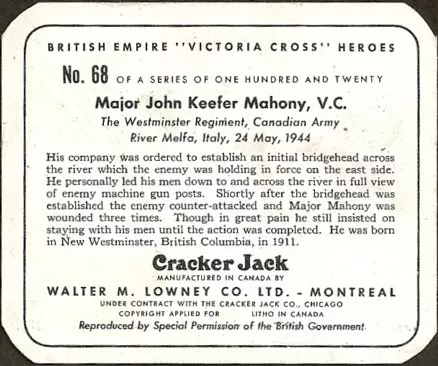 BRITISH EMPIRE "VICTORIA CROSS" HEROES
No. 68 OF A SERIES OF ONE HUNDRED AND TWENTY
Major John Keefer Mahony, V.C.
The Westminster Regiment, Canadian Army
River Melfa, Italy, 24 May, 1944
His company was ordered to establish an initial bridgehead across
the river which the enemy was holding in force on the east side.
He personally led his men down to and across the river in full view
of enemy machine gun posts. Shortly after the bridgehead was
established the enemy counter-attacked and Major Mahony was
wounded three times. Though in great pain he still insisted on
staying with his men until the action was completed. He was born
in New Westminster, British Columbia, in 1911.
Cracker Jack
MANUFACTURED IN CANADA BY
WALTER M. LOWNEY CO. LTD. - MONTREAL
UNDER CONTRACT WITH THE CRACKER JACK CO., CHICAGO
COPYRIGHT APPLIED FOR LITHO IN CANADA
Reproduced by Special Permission of the British Government.